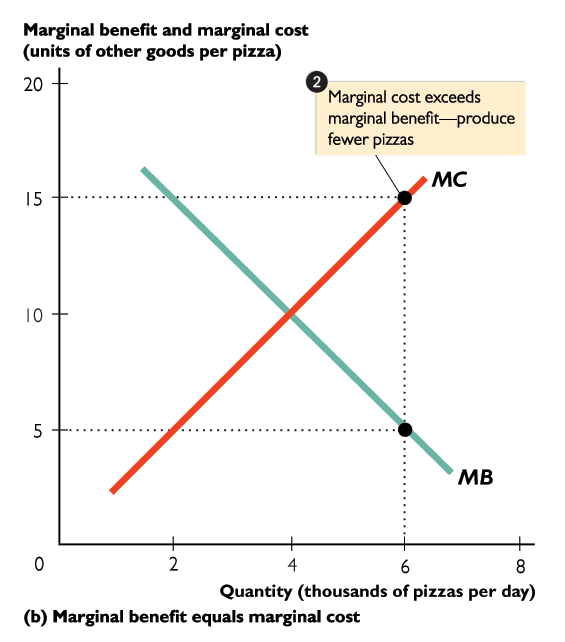 Marginal benefit and marginal cost
(units of other goods per pizza)
20
2
Marginal cost exceeds
marginal benefit—produce
fewer pizzas
MC
15
10
5
MB
0
2
4
6
8
Quantity (thousands of pizzas per day)
(b) Marginal benefit equals marginal cost